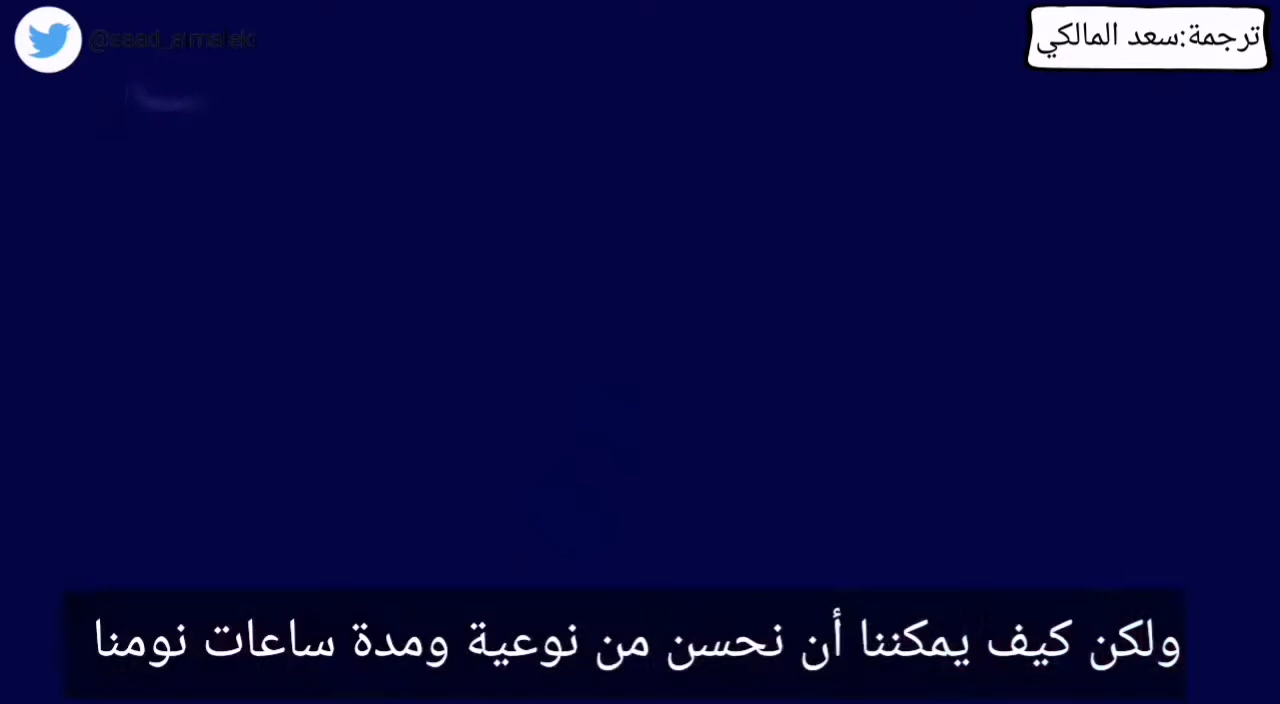 ترجمة:سعد المالكي
ولكن كيف يمكننا أن نحسن من نوعية ومدة ساعات نومنا